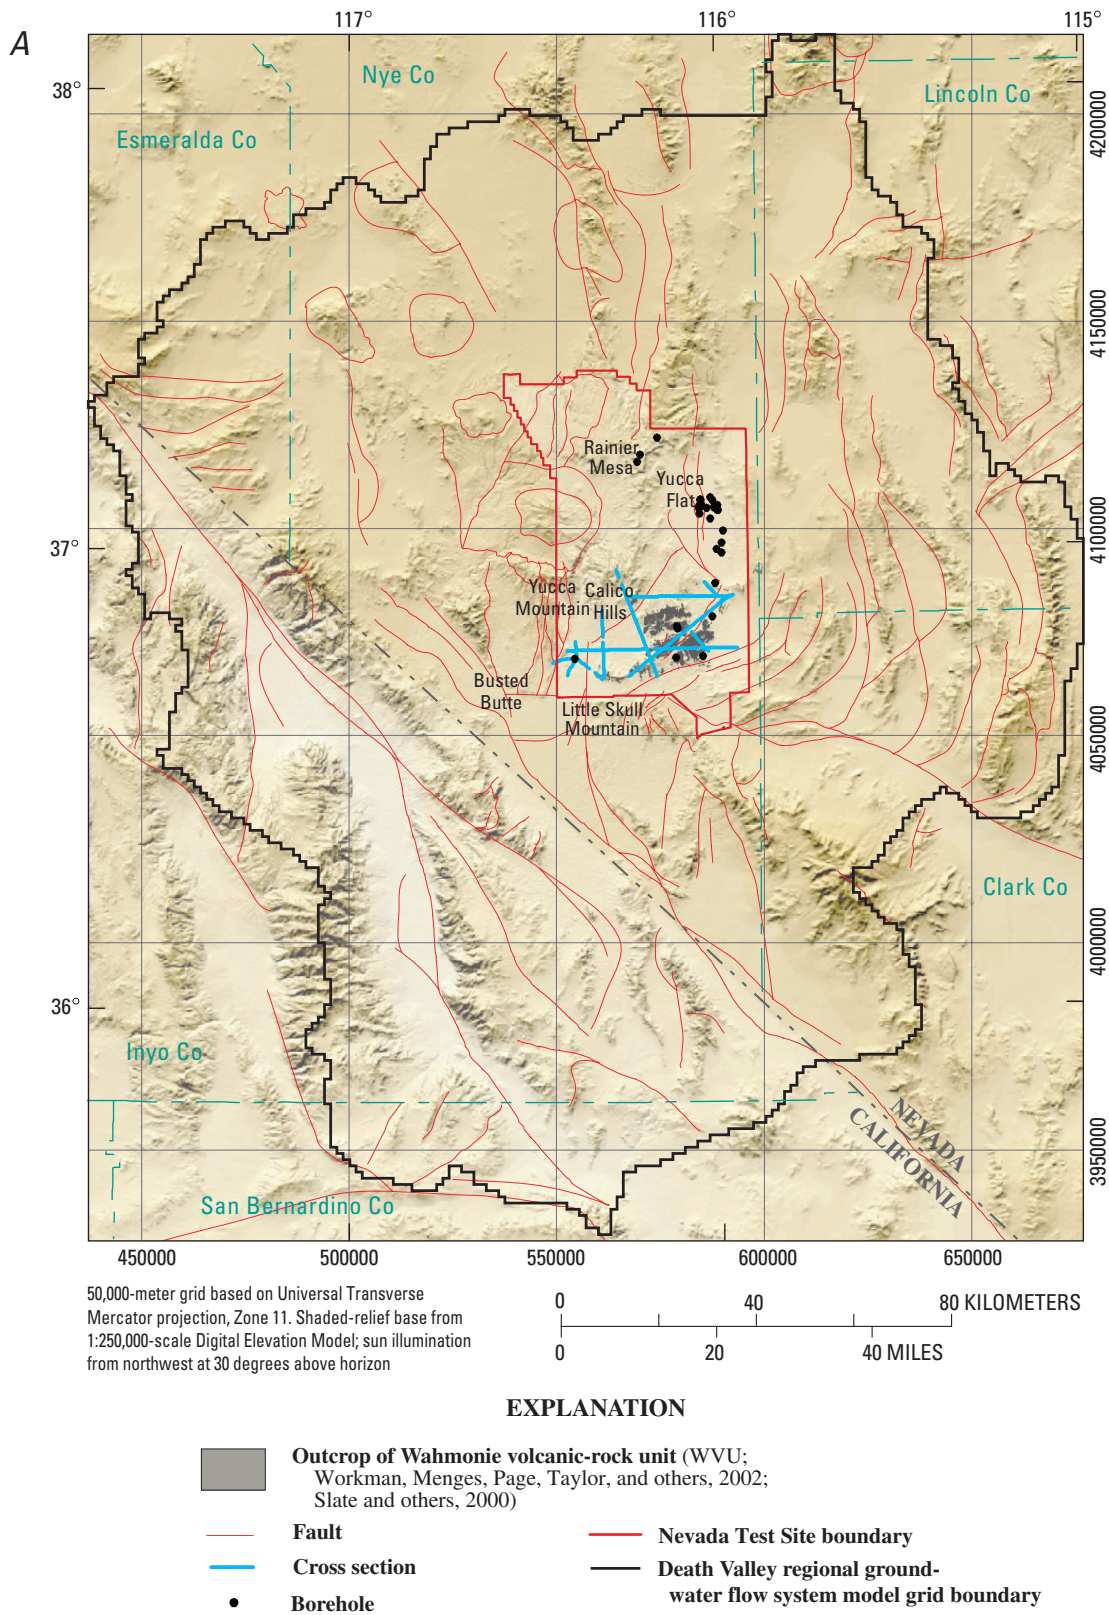 A
117°
116°
115°
38°
37°
36°
Nye Co
Lincoln Co
Esmeralda Co
4200000
4150000
4100000
4050000
4000000
3950000
Rainier
Mesa
Yucca
Flat
Yucca
Mountain
Calico
Hills
Busted
Butte
Little Skull
Mountain
Clark Co
Inyo Co
NEVADA
CALIFORNIA
San Bernardino Co
450000
500000
550000
600000
650000
50,000-meter grid based on Universal Transverse
Mercator projection, Zone 11. Shaded-relief base from
1:250,000-scale Digital Elevation Model; sun illumination
from northwest at 30 degrees above horizon
0 40 80 KILOMETERS
0 20 40 MILES
EXPLANATION
Outcrop of Wahmonie volcanic-rock unit (WVU;
Workman, Menges, Page, Taylor, and others, 2002;
Slate and others, 2000)
Fault
Cross section
Borehole
Nevada Test Site boundary
Death Valley regional ground-
water flow system model grid boundary